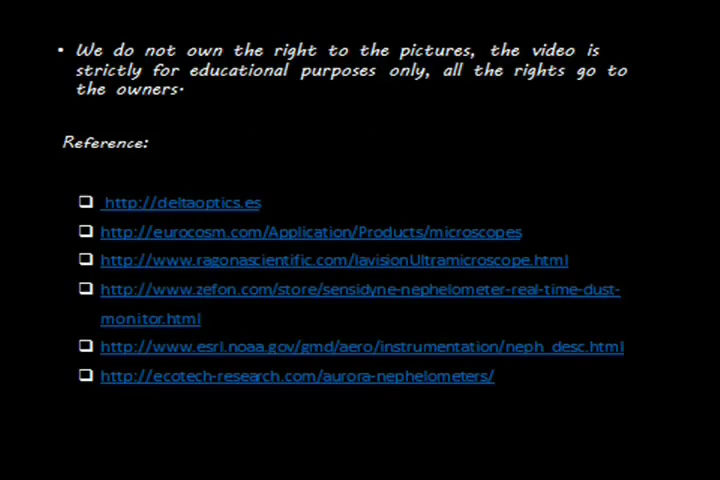 • We do not own the right to the pictures, the video is
strictly for educational purposes only, all the rights go to
the owners.
Reference:
❑ http://deltaoptics.es
❑ http://eurocosm.com/Application/Products/microscopes
❑ http://www.ragonascientific.com/lavisionUltramicroscope.html
❑ http://www.zefon.com/store/sensidyne-nephelometer-real-time-dust-
monitor.html
❑ http://www.esrl.noaa.gov/gmd/aero/instrumentation/neph_desc.html
❑ http://ecotech-research.com/aurora-nephelometers/